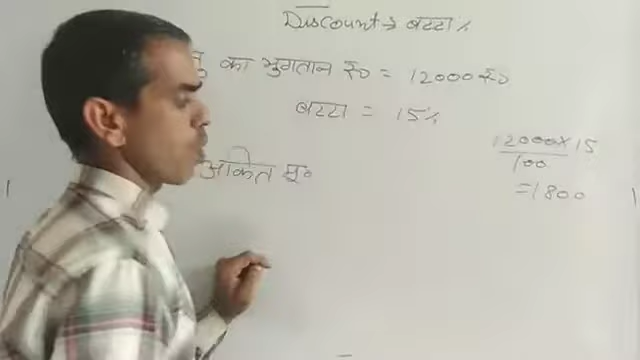 Discount → बट्टा %
का भुगतान रु० = 12000 रु०
बट्टा = 15%
अंकित मू०
12000 x 15
100
= 1800